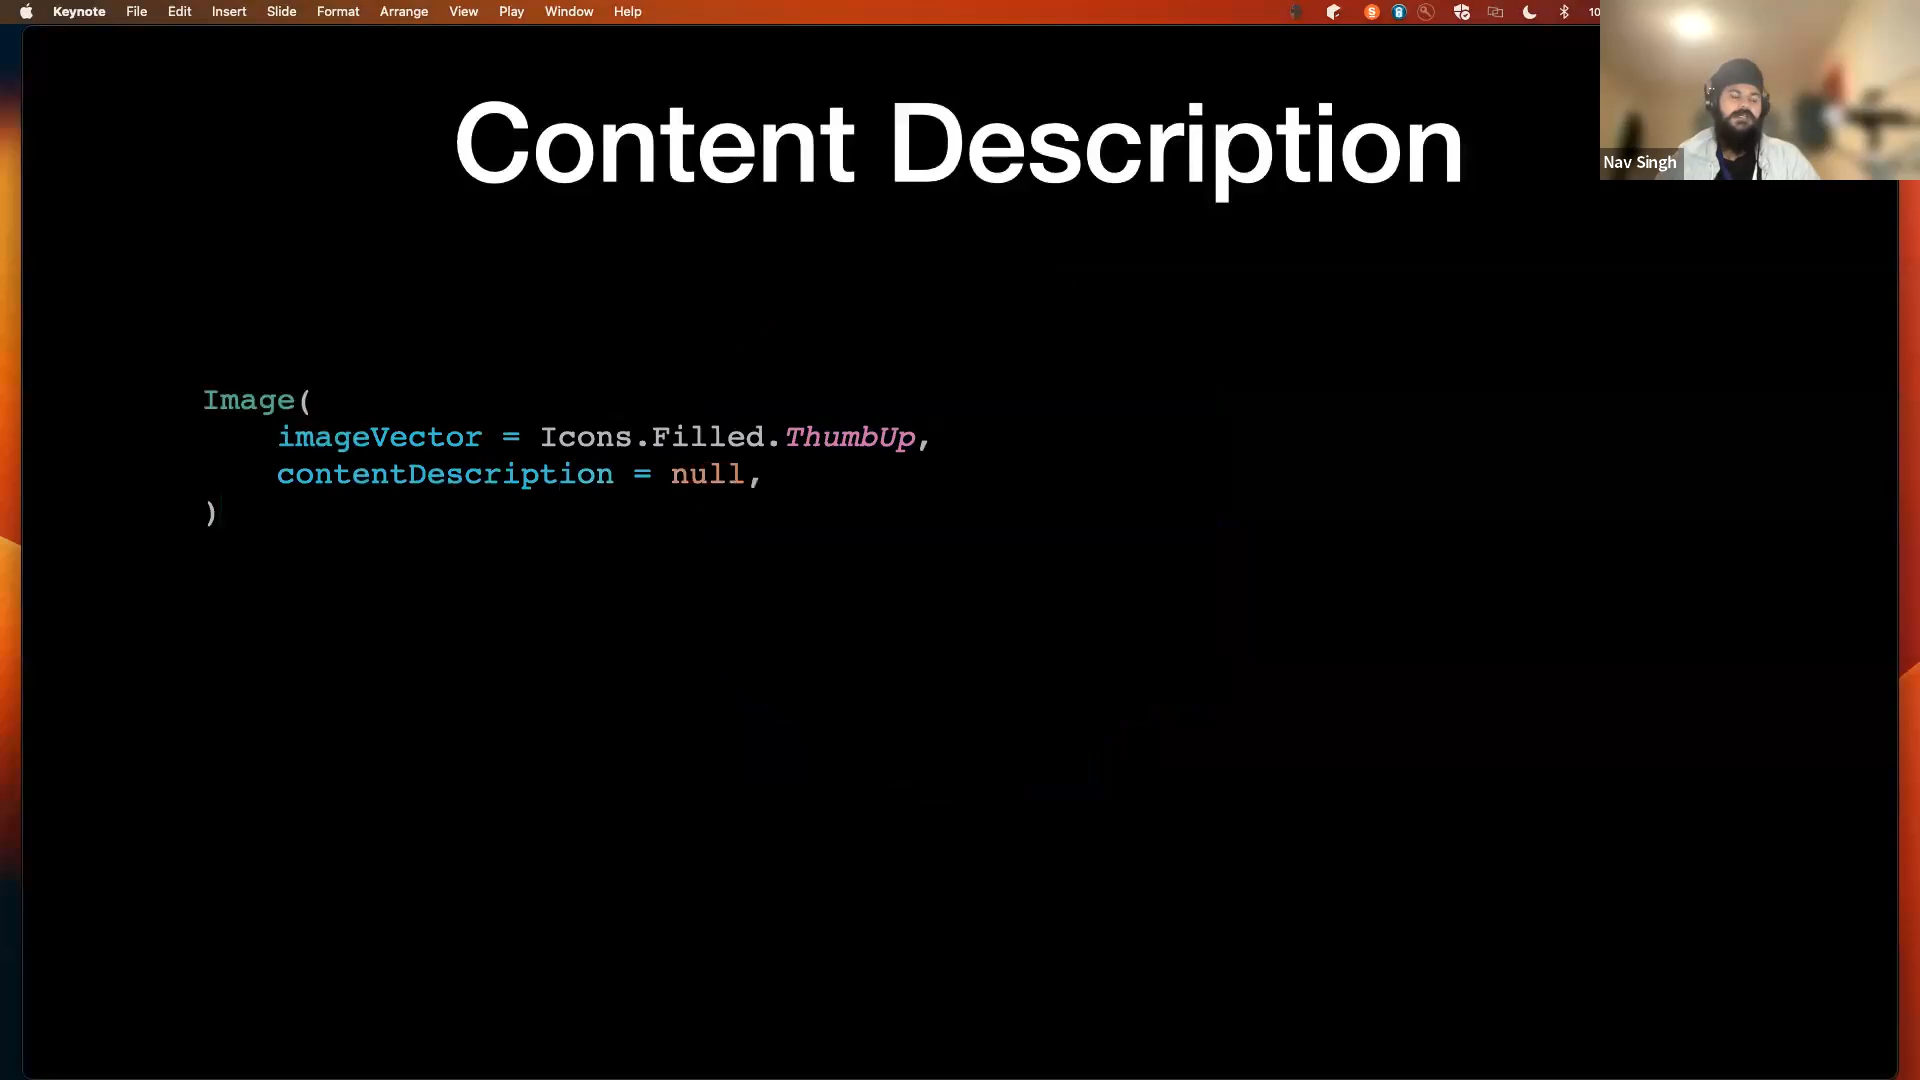 Keynote File Edit Insert Slide Format Arrange View Play Window Help 10
Content Description
Nav Singh
Image(
    imageVector = Icons.Filled.ThumbUp,
    contentDescription = null,
)